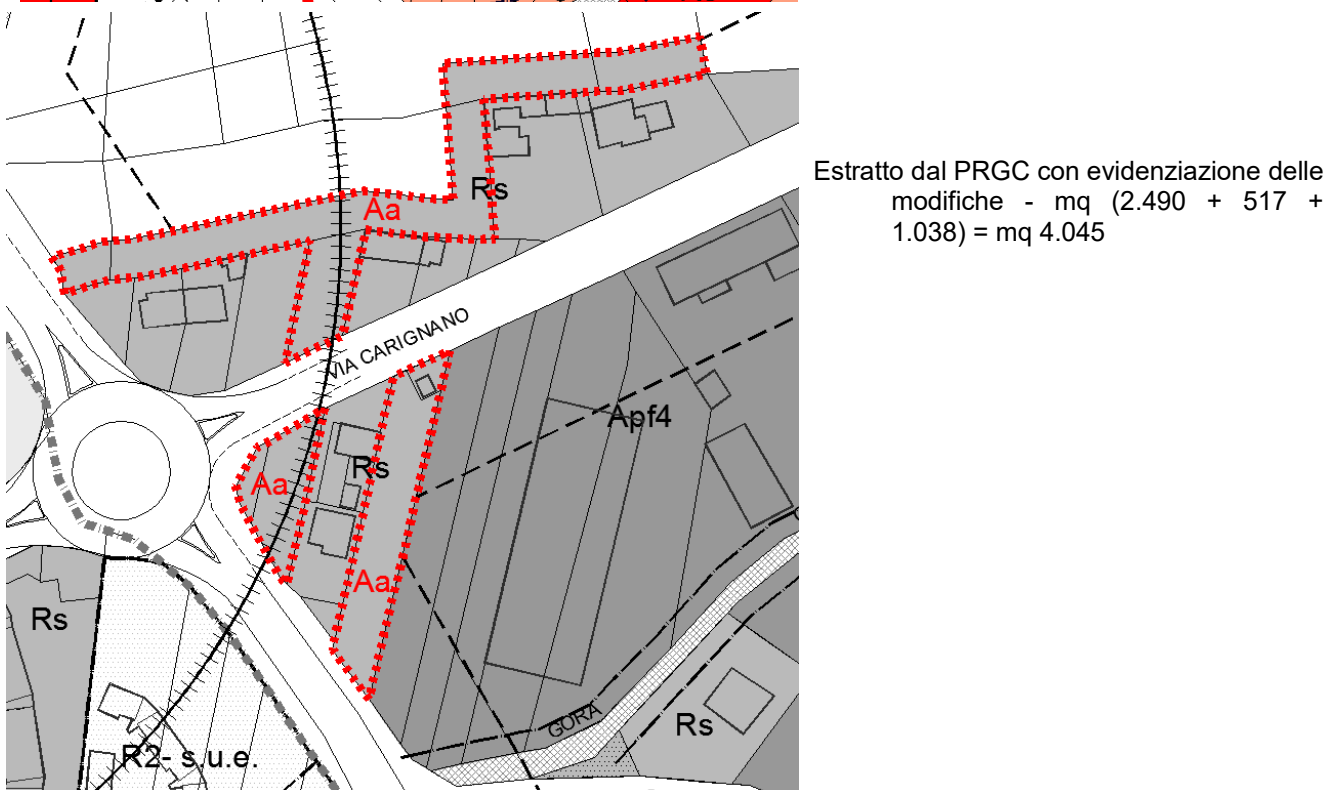 Estratto dal PRGC con evidenziazione delle
modifiche - mq (2.490 + 517 +
1.038) = mq 4.045
Rs
Aa
VIA CARIGNANO
Apf4
Rs
Aa
Aa
Rs
GORA
Rs
R2- s.u.e.